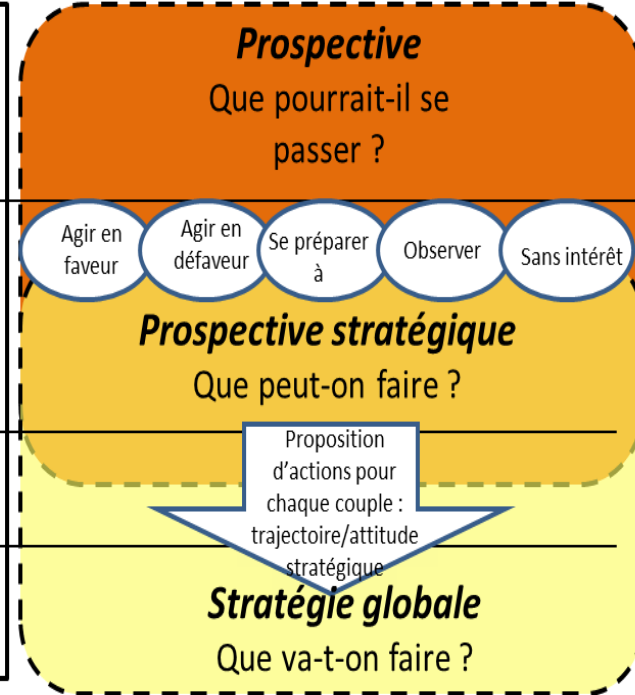 Prospective
Que pourrait-il se
passer ?
Agir en
faveur
Agir en
défaveur
Se préparer
à
Observer
Sans intérêt
Prospective stratégique
Que peut-on faire ?
Proposition
d'actions pour
chaque couple :
trajectoire/attitude
stratégique
Stratégie globale
Que va-t-on faire ?